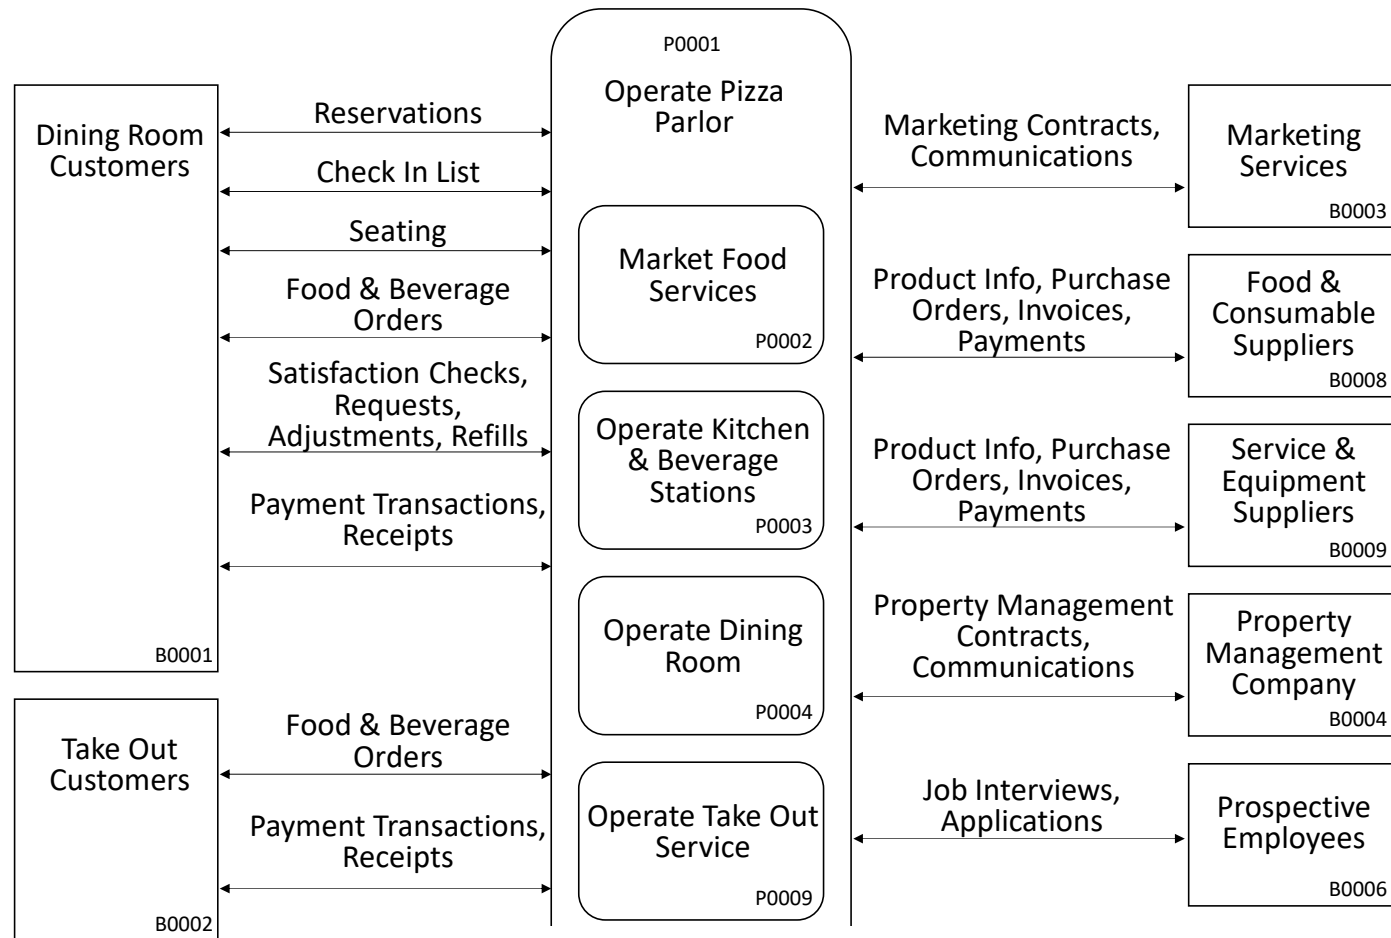 P0001
Operate Pizza
Parlor
Dining Room
Customers
B0001
Reservations
Check In List
Seating
Food & Beverage
Orders
Satisfaction Checks,
Requests,
Adjustments, Refills
Payment Transactions,
Receipts
Take Out
Customers
B0002
Food & Beverage
Orders
Payment Transactions,
Receipts
Market Food
Services
P0002
Operate Kitchen
& Beverage
Stations
P0003
Operate Dining
Room
P0004
Operate Take Out
Service
P0009
Marketing Contracts,
Communications
Marketing
Services
B0003
Product Info, Purchase
Orders, Invoices,
Payments
Food &
Consumable
Suppliers
B0008
Product Info, Purchase
Orders, Invoices,
Payments
Service &
Equipment
Suppliers
B0009
Property Management
Contracts,
Communications
Property
Management
Company
B0004
Job Interviews,
Applications
Prospective
Employees
B0006